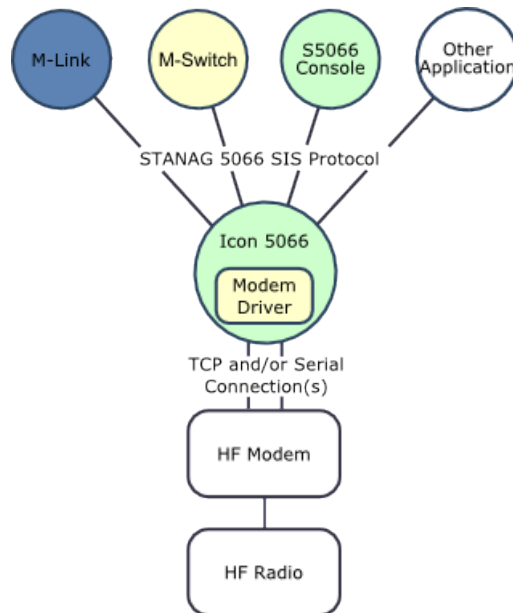 M-Link
M-Switch
S5066
Console
Other
Application
STANAG 5066 SIS Protocol
Icon 5066
Modem
Driver
TCP and/or Serial
Connection(s)
HF Modem
HF Radio